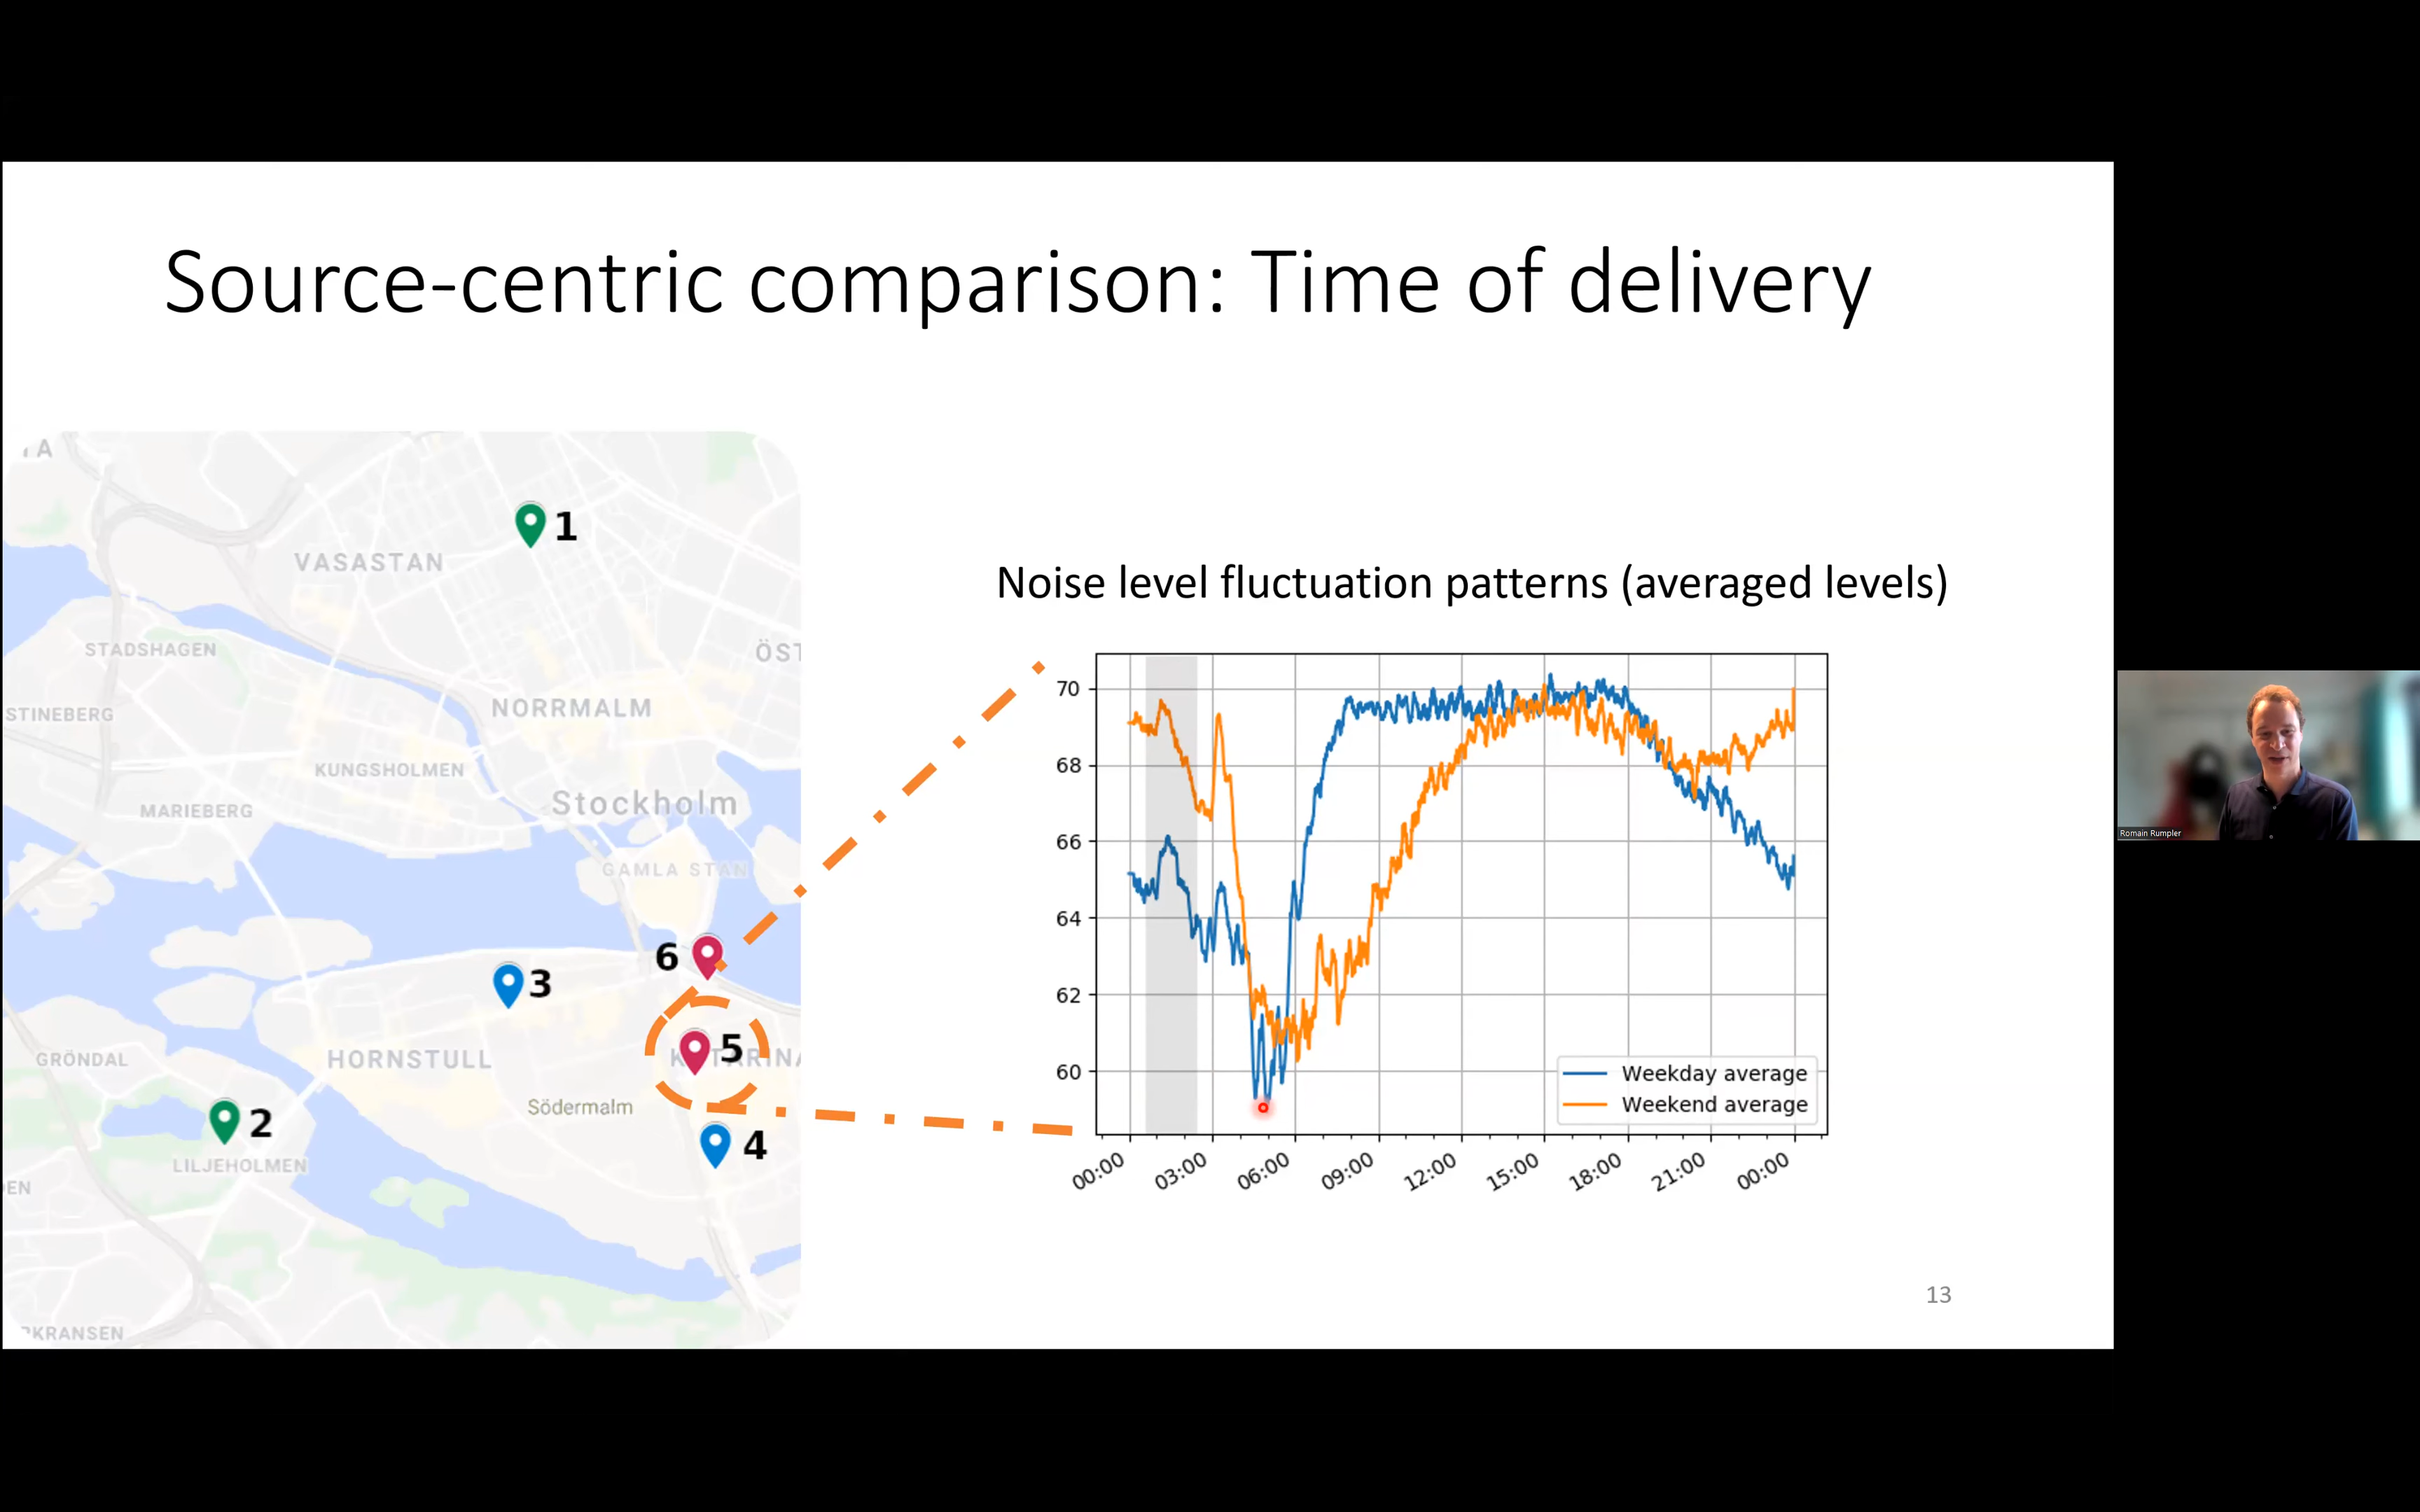 Source-centric comparison: Time of delivery
1
VASASTAN
STADSHAGEN
ÖST
STINEBERG
NORRMALM
KUNGSHOLMEN
MARIEBERG
Stockholm
GAMLA STAN
6
3
5
GRÖNDAL
HORNSTULL
Södermalm
2
4
LILJEHOLMEN
EN
KRANSEN
Noise level fluctuation patterns (averaged levels)
70
68
66
64
62
60
Weekday average
Weekend average
00:00 03:00 06:00 09:00 12:00 15:00 18:00 21:00 00:00
13
Romain Rumpler